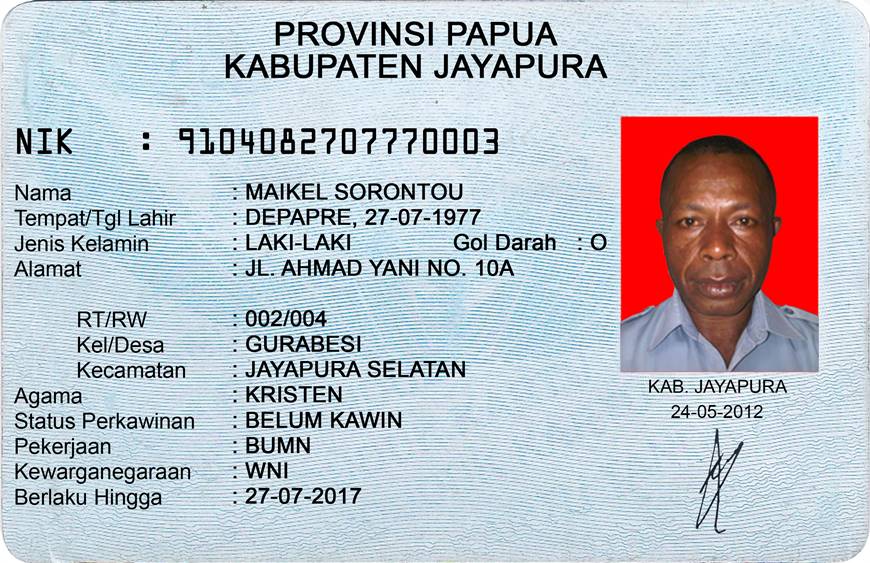 PROVINSI PAPUA
KABUPATEN JAYAPURA
NIK : 9104082707770003
Nama : MAIKEL SORONTOU
Tempat/Tgl Lahir : DEPAPRE, 27-07-1977
Jenis Kelamin : LAKI-LAKI Gol Darah : O
Alamat : JL. AHMAD YANI NO. 10A
RT/RW : 002/004
Kel/Desa : GURABESI
Kecamatan : JAYAPURA SELATAN
Agama : KRISTEN
Status Perkawinan : BELUM KAWIN
Pekerjaan : BUMN
Kewarganegaraan : WNI
Berlaku Hingga : 27-07-2017
KAB. JAYAPURA
24-05-2012